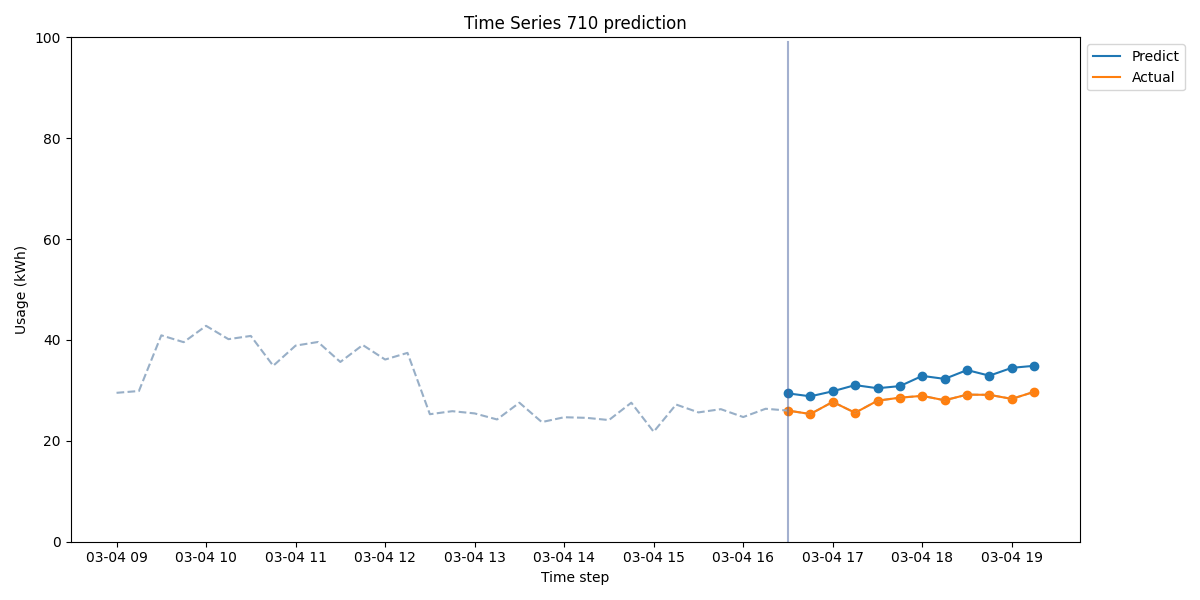 Time Series 710 prediction
100
80
60
40
20
0
Usage (kWh)
03-04 09 03-04 10 03-04 11 03-04 12 03-04 13 03-04 14 03-04 15 03-04 16 03-04 17 03-04 18 03-04 19
Time step
Predict
Actual